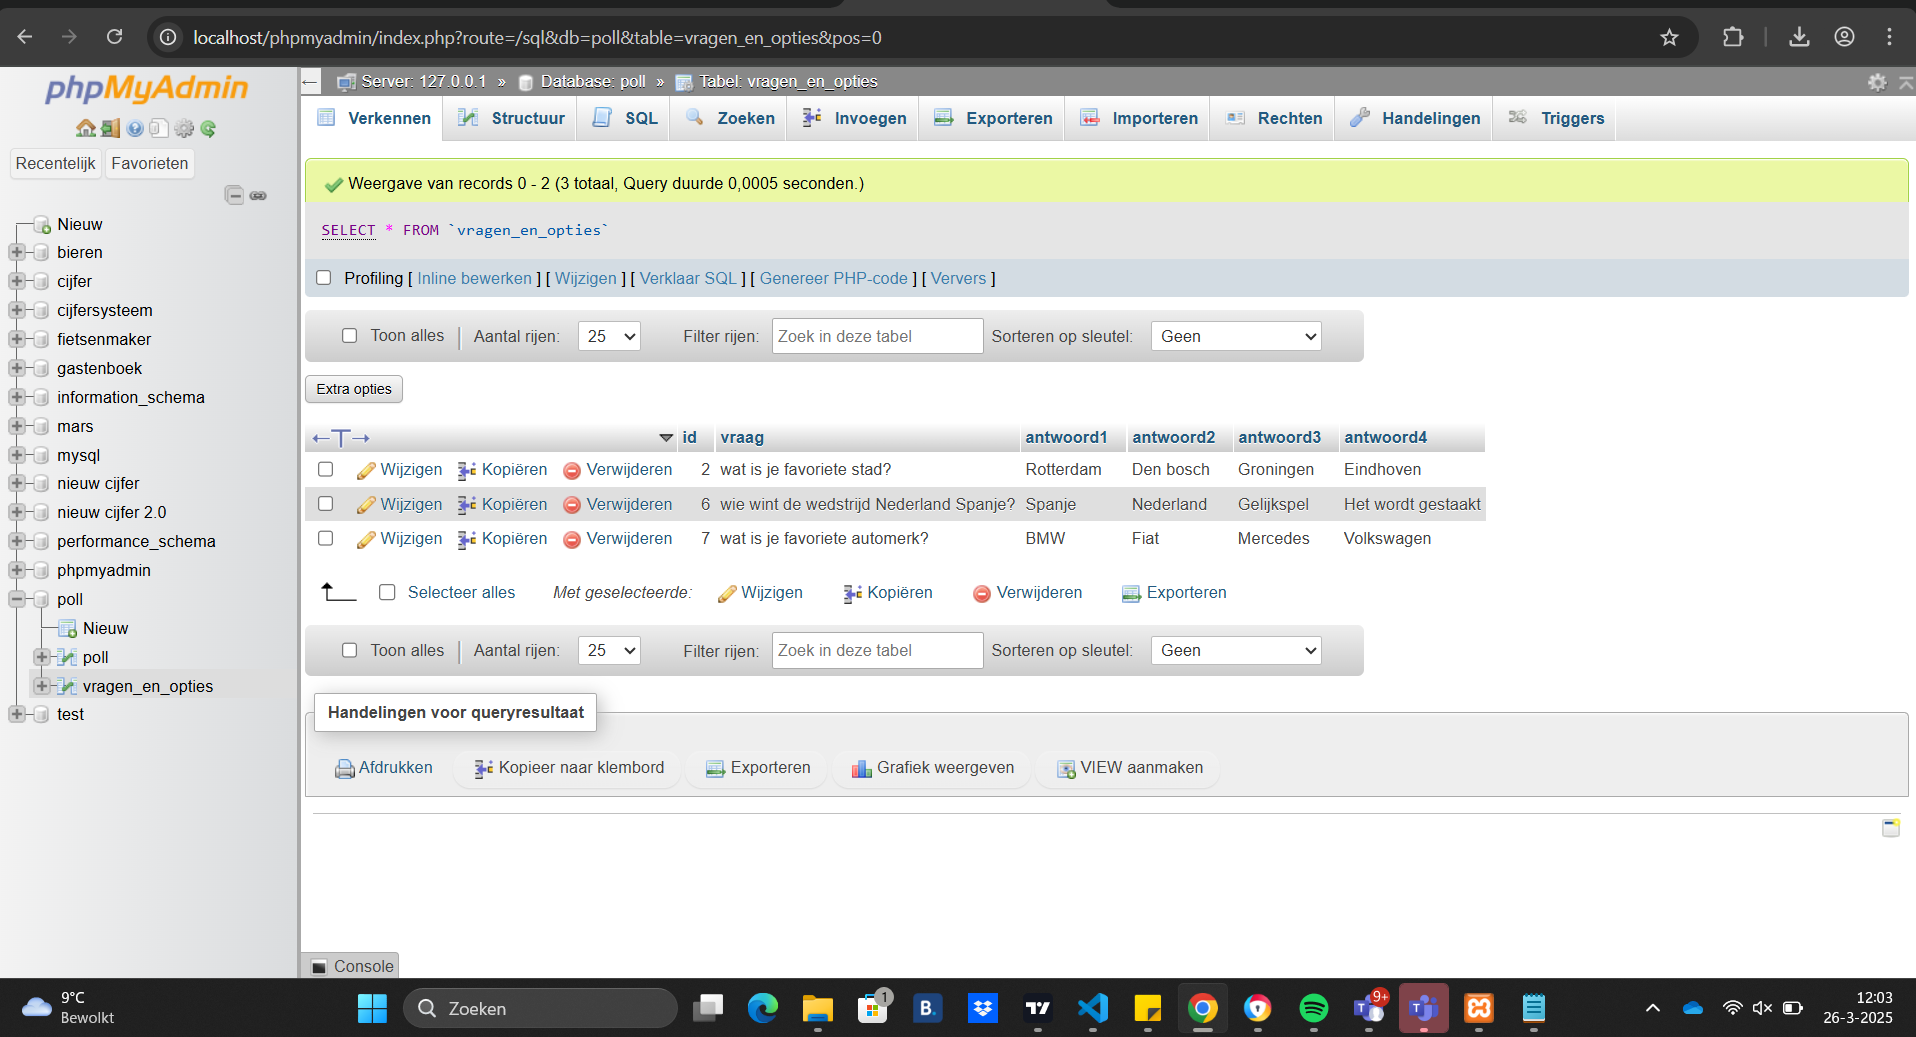 localhost/phpmyadmin/index.php?route=/sql&db=poll&table=vragen_en_opties&pos=0
phpMyAdmin
Recentelijk Favorieten
Nieuw
bieren
cijfer
cijfersysteem
fietsenmaker
gastenboek
information_schema
mars
mysql
nieuw cijfer
nieuw cijfer 2.0
performance_schema
phpmyadmin
poll
Nieuw
poll
vragen_en_opties
test
Server: 127.0.0.1 » Database: poll » Tabel: vragen_en_opties
Verkennen Structuur SQL Zoeken Invoegen Exporteren Importeren Rechten Handelingen Triggers
Weergave van records 0 - 2 (3 totaal, Query duurde 0,0005 seconden.)
SELECT * FROM `vragen_en_opties`
Profiling [ Inline bewerken ] [ Wijzigen ] [ Verklaar SQL ] [ Genereer PHP-code ] [ Ververs ]
Toon alles | Aantal rijen: 25 Filter rijen: Zoek in deze tabel Sorteren op sleutel: Geen
Extra opties
←T→ id vraag antwoord1 antwoord2 antwoord3 antwoord4
Wijzigen Kopiëren Verwijderen 2 wat is je favoriete stad? Rotterdam Den bosch Groningen Eindhoven
Wijzigen Kopiëren Verwijderen 6 wie wint de wedstrijd Nederland Spanje? Spanje Nederland Gelijkspel Het wordt gestaakt
Wijzigen Kopiëren Verwijderen 7 wat is je favoriete automerk? BMW Fiat Mercedes Volkswagen
Selecteer alles Met geselecteerde: Wijzigen Kopiëren Verwijderen Exporteren
Toon alles | Aantal rijen: 25 Filter rijen: Zoek in deze tabel Sorteren op sleutel: Geen
Handelingen voor queryresultaat
Afdrukken Kopieer naar klembord Exporteren Grafiek weergeven VIEW aanmaken
Console
9°C
Bewolkt
Zoeken
1
B.
9+
12:03
26-3-2025